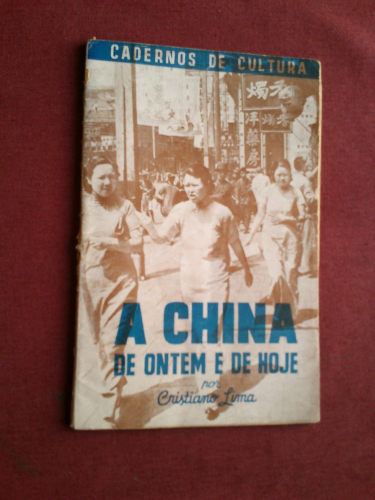 CADERNOS DE CULTURA
A CHINA
DE ONTEM E DE HOJE
por
Cristiano Lima